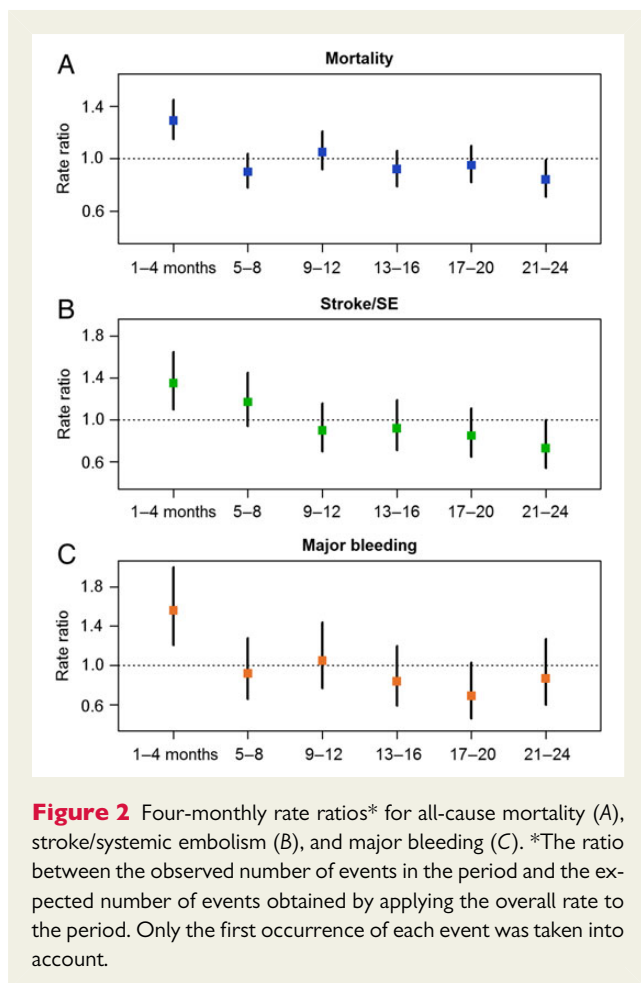 A
Mortality
Rate ratio
1.4
1.0
0.6
1–4 months 5–8 9–12 13–16 17–20 21–24
B
Stroke/SE
Rate ratio
1.8
1.4
1.0
0.6
1–4 months 5–8 9–12 13–16 17–20 21–24
C
Major bleeding
Rate ratio
1.8
1.4
1.0
0.6
1–4 months 5–8 9–12 13–16 17–20 21–24
Figure 2 Four-monthly rate ratios* for all-cause mortality (A),
stroke/systemic embolism (B), and major bleeding (C). *The ratio
between the observed number of events in the period and the ex-
pected number of events obtained by applying the overall rate to
the period. Only the first occurrence of each event was taken into
account.